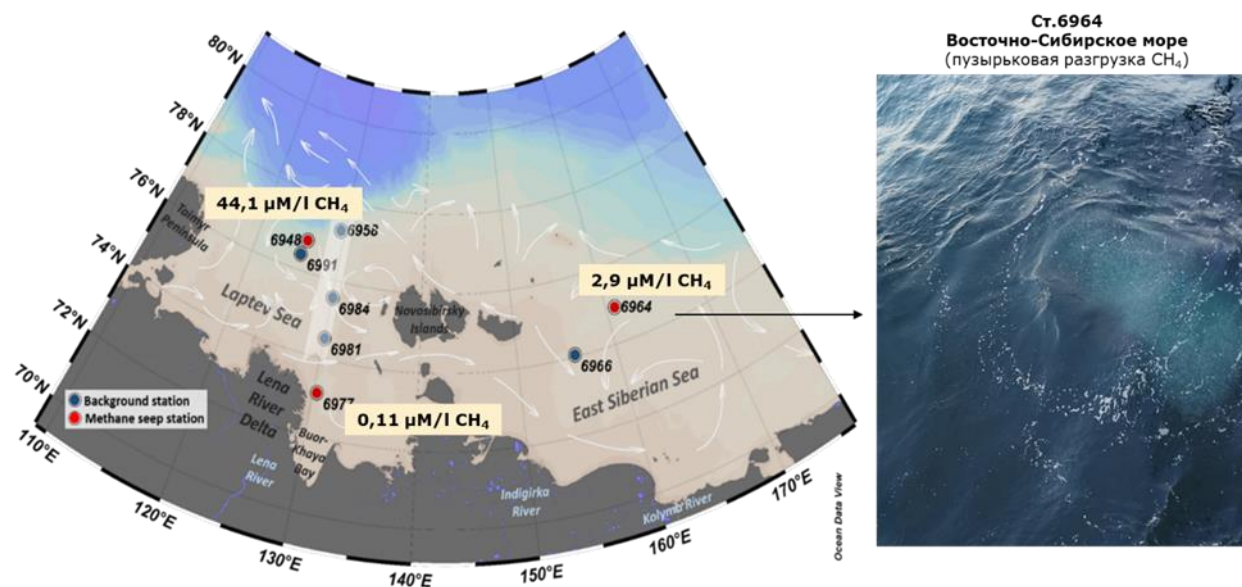 Ст.6964
Восточно-Сибирское море
(пузырьковая разгрузка CH₄)
80°N
78°N
76°N
74°N
72°N
70°N
110°E
120°E
130°E
140°E
150°E
160°E
170°E
Taimyr
Peninsula
44,1 μM/l CH₄
6948
6991
6956
6984
6981
6977
Laptev Sea
Novosibirsky
Islands
2,9 μM/l CH₄
6964
6966
East Siberian Sea
0,11 μM/l CH₄
Background station
Methane seep station
Lena
River
Delta
Buor-
Khaya
Bay
Lena
River
Indigirka
River
Kolyma River
Ocean Data View